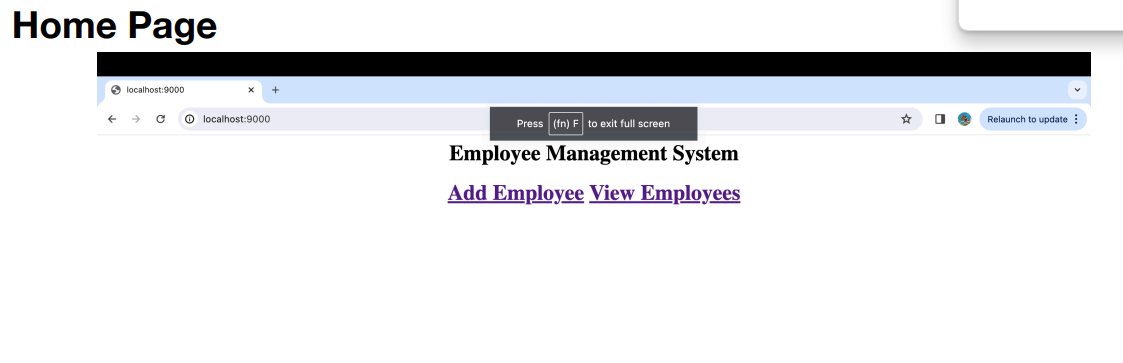 Home Page
localhost:9000
localhost:9000
Press (fn) F to exit full screen
Relaunch to update
Employee Management System
Add Employee View Employees